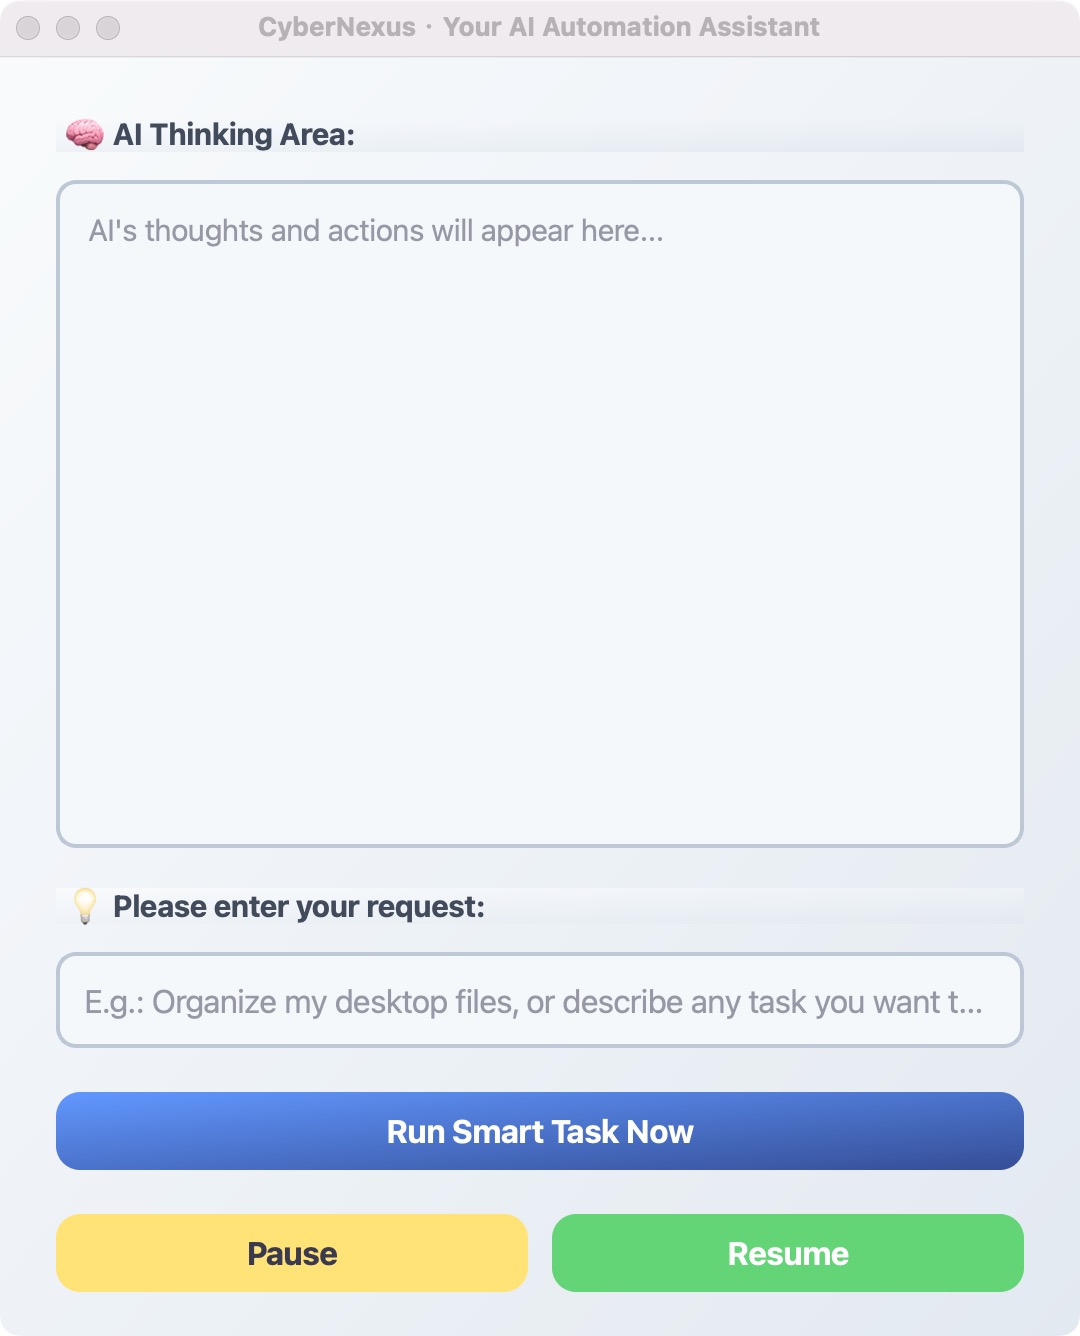 CyberNexus · Your AI Automation Assistant
🧠 AI Thinking Area:
AI's thoughts and actions will appear here...
💡 Please enter your request:
E.g.: Organize my desktop files, or describe any task you want t...
Run Smart Task Now
Pause
Resume